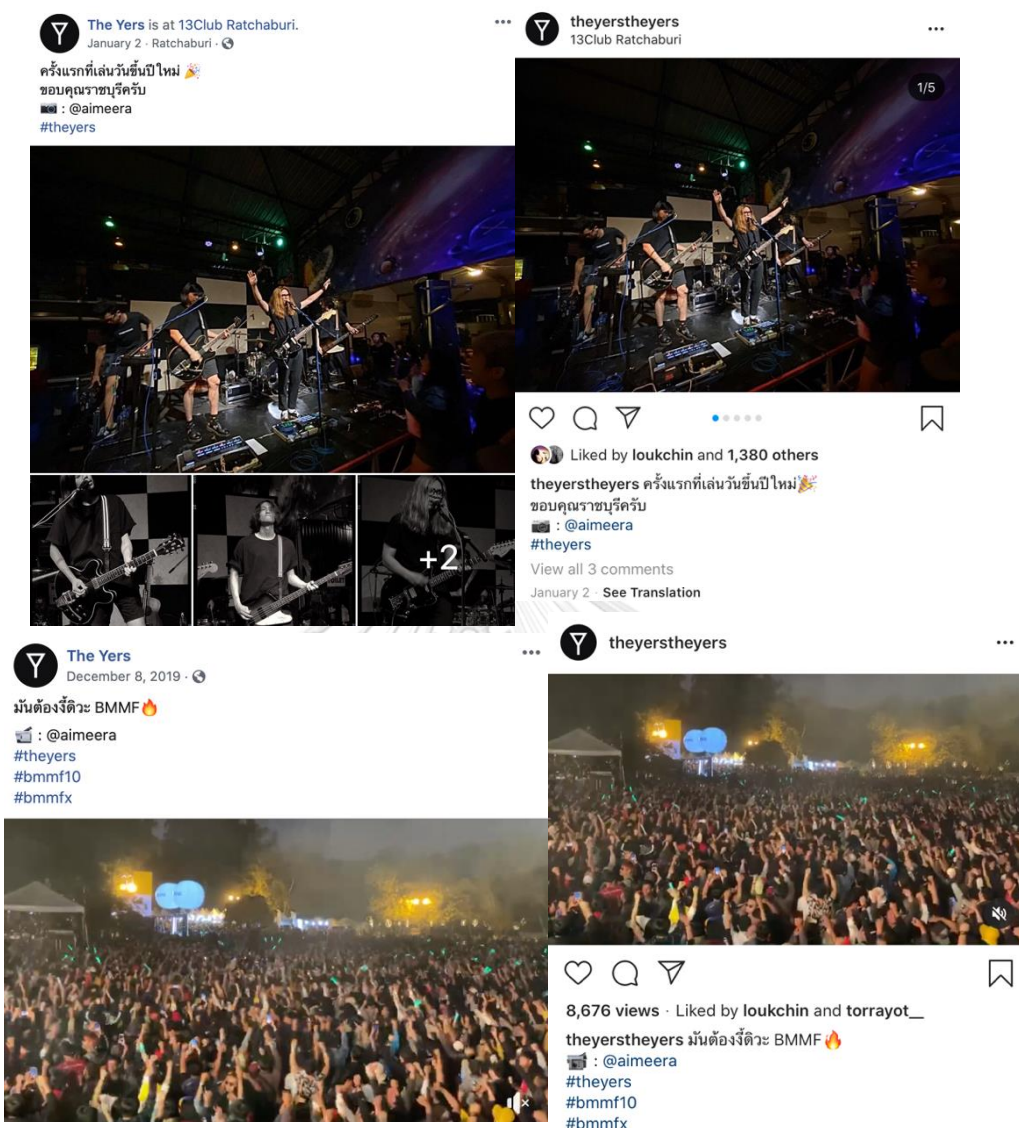 The Yers is at 13Club Ratchaburi.
January 2 · Ratchaburi ·
ครั้งแรกที่เล่นวันขึ้นปีใหม่ 🎉
ขอบคุณราชบุรีครับ
📷 : @aimeera
#theyers
+2
theyerstheyers
13Club Ratchaburi
1/5
Liked by loukchin and 1,380 others
theyerstheyers ครั้งแรกที่เล่นวันขึ้นปีใหม่🎉
ขอบคุณราชบุรีครับ
📷 : @aimeera
#theyers
View all 3 comments
January 2 · See Translation
The Yers
December 8, 2019 ·
มันต้องงี้ดิวะ BMMF🔥
📹 : @aimeera
#theyers
#bmmf10
#bmmfx
theyerstheyers
8,676 views · Liked by loukchin and torrayot__
theyerstheyers มันต้องงี้ดิวะ BMMF🔥
📹 : @aimeera
#theyers
#bmmf10
#bmmfx